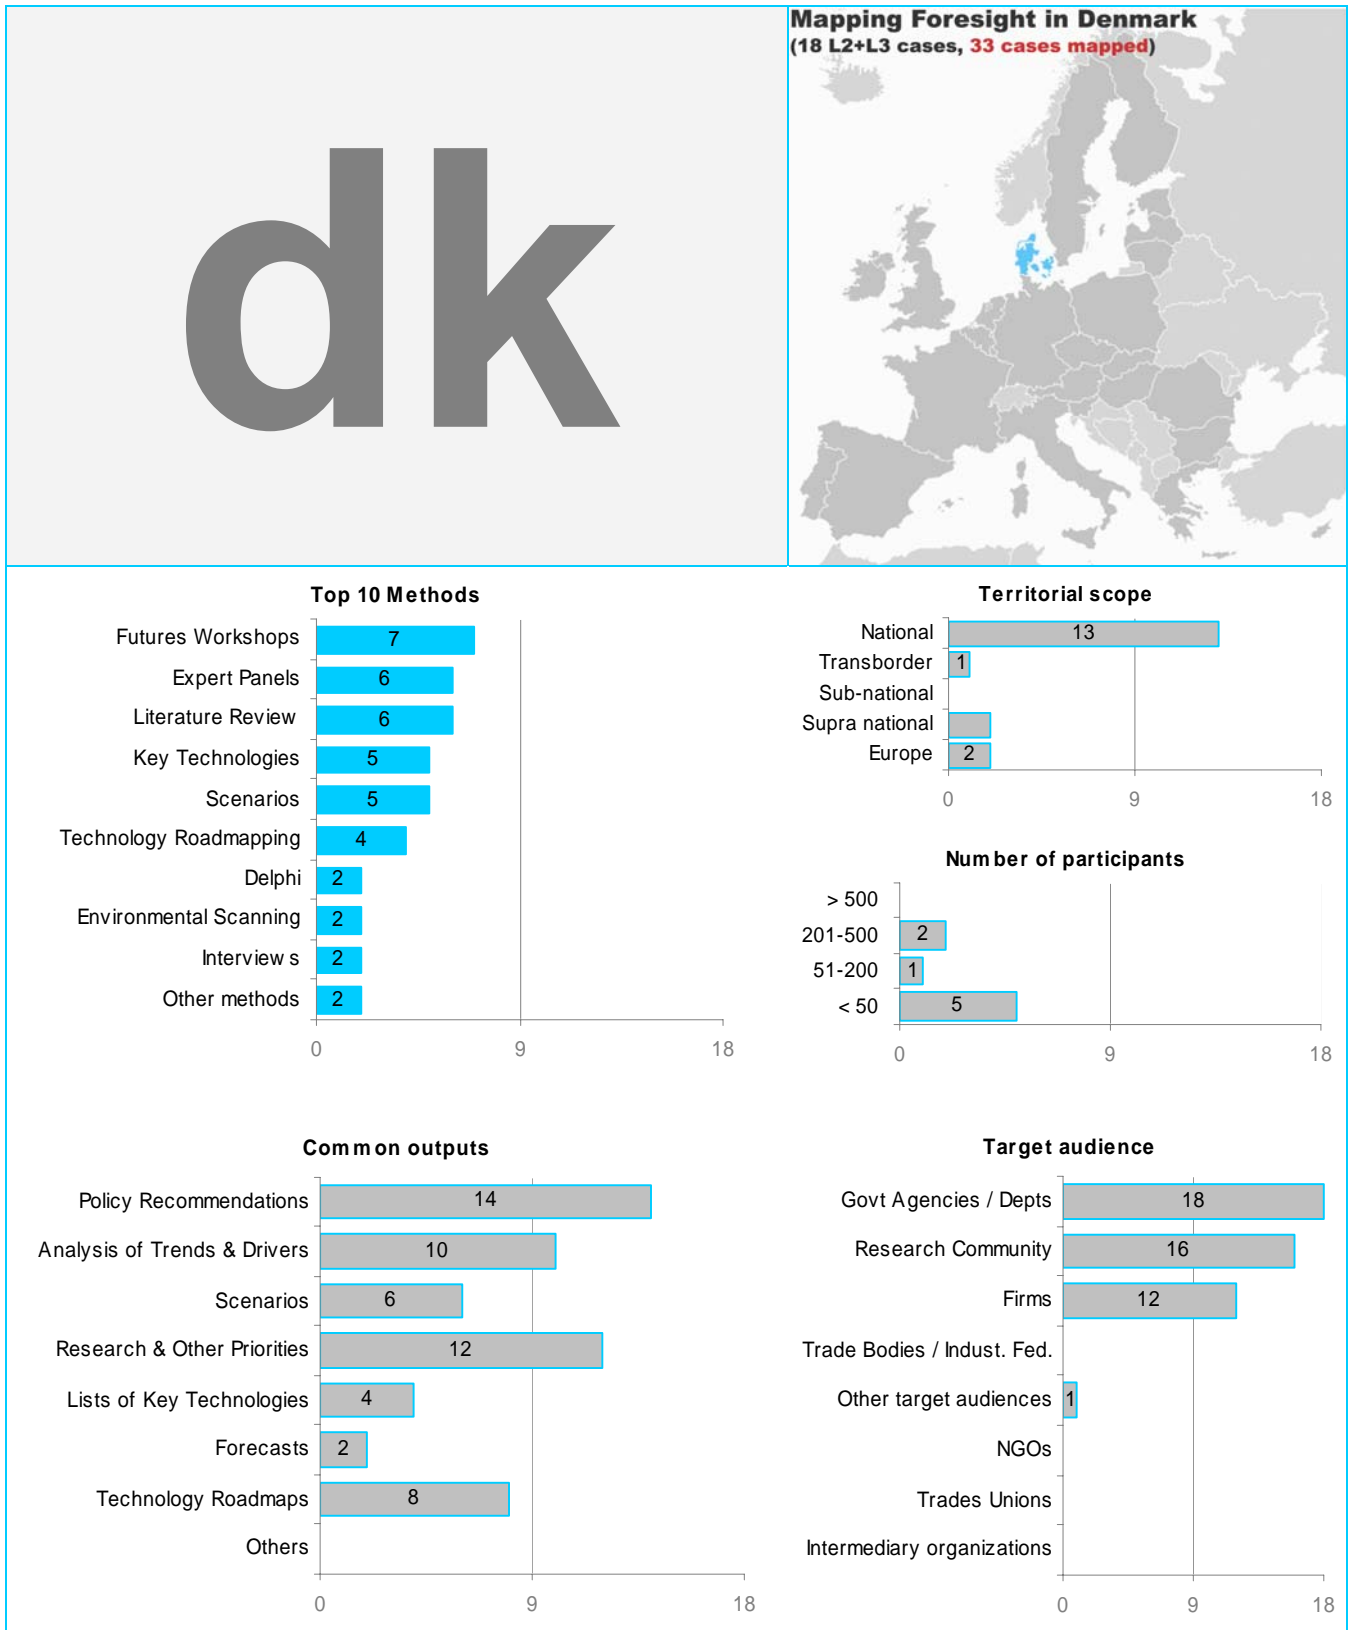 dk
Mapping Foresight in Denmark
(18 L2+L3 cases, 33 cases mapped)
Top 10 Methods
Futures Workshops 7
Expert Panels 6
Literature Review 6
Key Technologies 5
Scenarios 5
Technology Roadmapping 4
Delphi 2
Environmental Scanning 2
Interviews 2
Other methods 2
0 9 18
Territorial scope
National 13
Transborder 1
Sub-national
Supra national
Europe 2
0 9 18
Number of participants
> 500
201-500 2
51-200 1
< 50 5
0 9 18
Common outputs
Policy Recommendations 14
Analysis of Trends & Drivers 10
Scenarios 6
Research & Other Priorities 12
Lists of Key Technologies 4
Forecasts 2
Technology Roadmaps 8
Others
0 9 18
Target audience
Govt Agencies / Depts 18
Research Community 16
Firms 12
Trade Bodies / Indust. Fed.
Other target audiences 1
NGOs
Trades Unions
Intermediary organizations
0 9 18